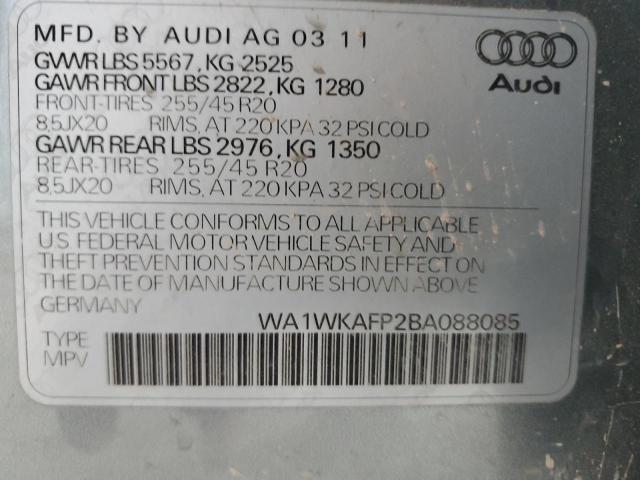 MFD. BY AUDI AG 03 11
GVWR LBS 5567, KG 2525
GAWR FRONT LBS 2822, KG 1280
FRONT-TIRES 255/45 R20
8,5JX20 RIMS, AT 220 KPA 32 PSI COLD
GAWR REAR LBS 2976, KG 1350
REAR-TIRES 255/45 R20
8,5JX20 RIMS, AT 220 KPA 32 PSI COLD
Audi
THIS VEHICLE CONFORMS TO ALL APPLICABLE
U.S. FEDERAL MOTOR VEHICLE SAFETY AND
THEFT PREVENTION STANDARDS IN EFFECT ON
THE DATE OF MANUFACTURE SHOWN ABOVE
GERMANY
WA1WKAFP2BA088085
TYPE
MPV